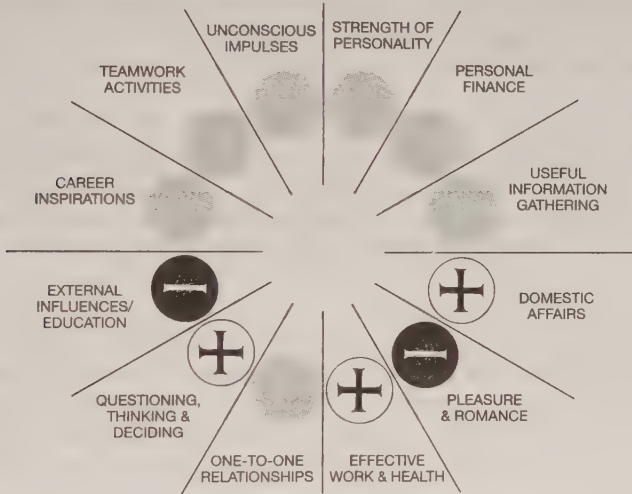 UNCONSCIOUS
IMPULSES
STRENGTH OF
PERSONALITY
TEAMWORK
ACTIVITIES
PERSONAL
FINANCE
CAREER
INSPIRATIONS
USEFUL
INFORMATION
GATHERING
EXTERNAL
INFLUENCES/
EDUCATION
DOMESTIC
AFFAIRS
QUESTIONING,
THINKING &
DECIDING
PLEASURE
& ROMANCE
ONE-TO-ONE
RELATIONSHIPS
EFFECTIVE
WORK & HEALTH